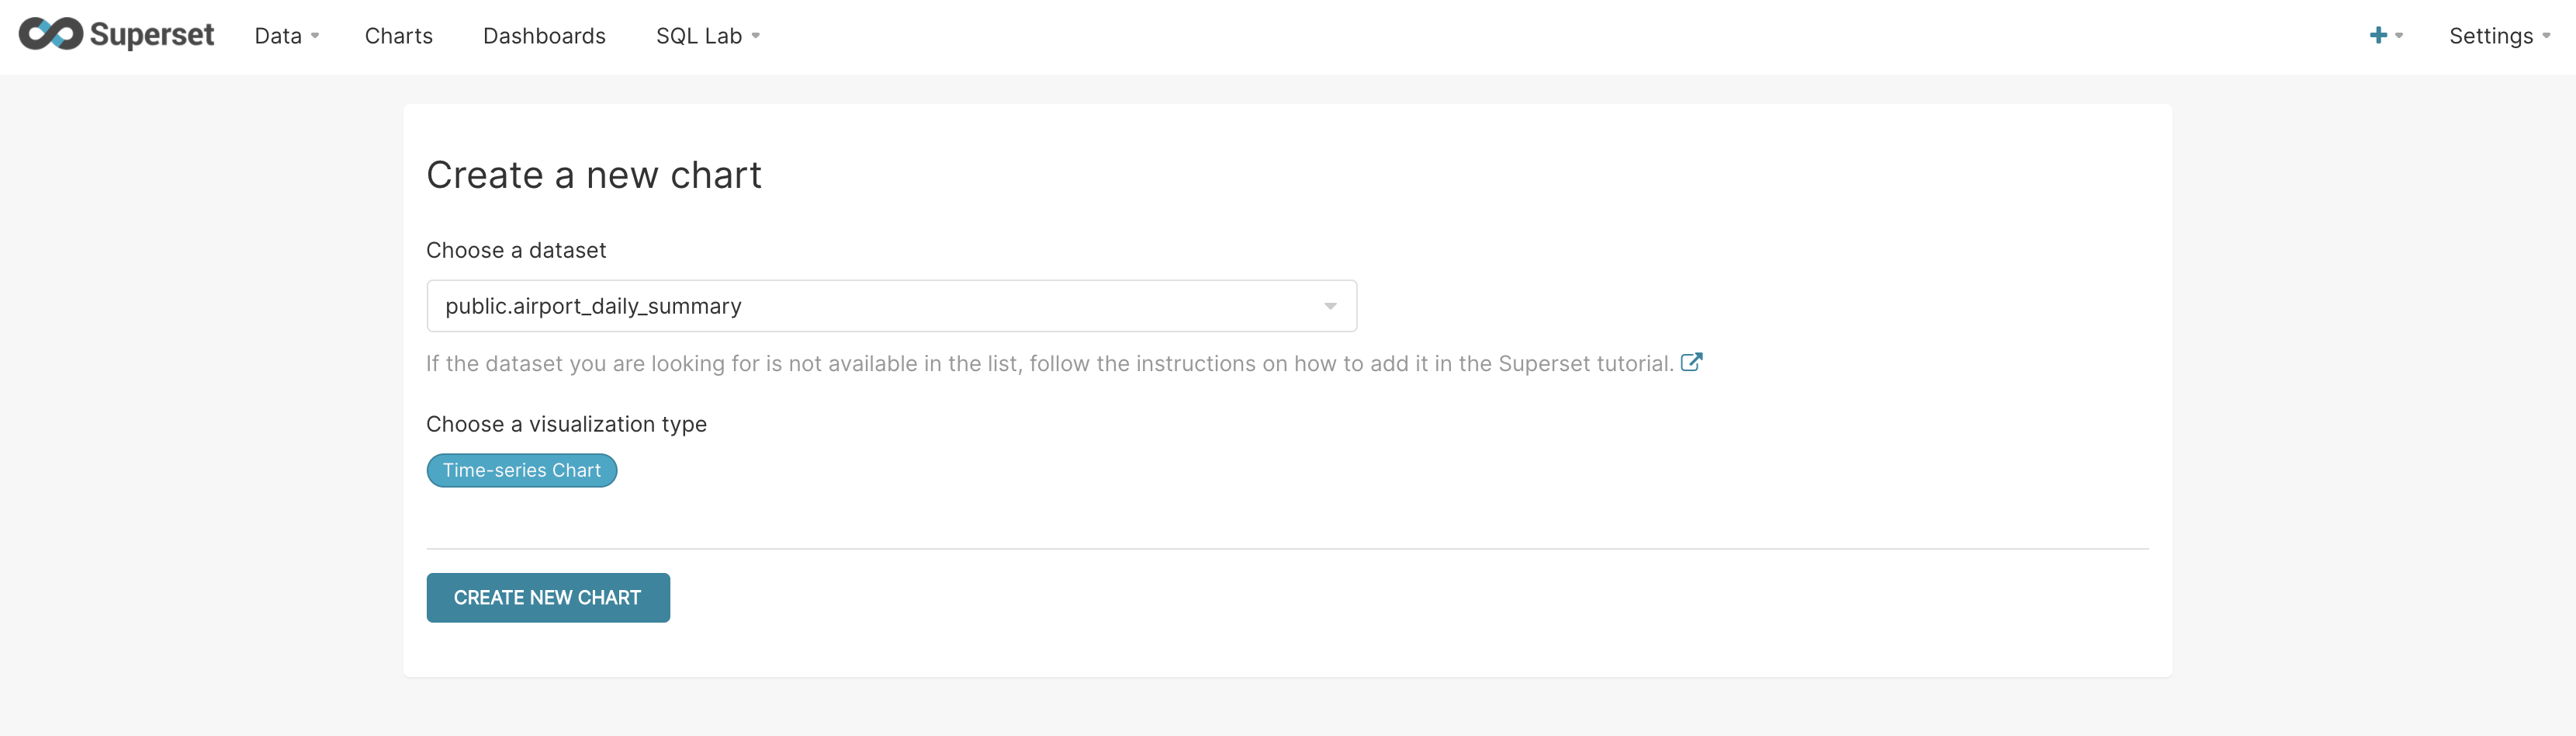 Superset Data Charts Dashboards SQL Lab + Settings
Create a new chart
Choose a dataset
public.airport_daily_summary
If the dataset you are looking for is not available in the list, follow the instructions on how to add it in the Superset tutorial.
Choose a visualization type
Time-series Chart
CREATE NEW CHART